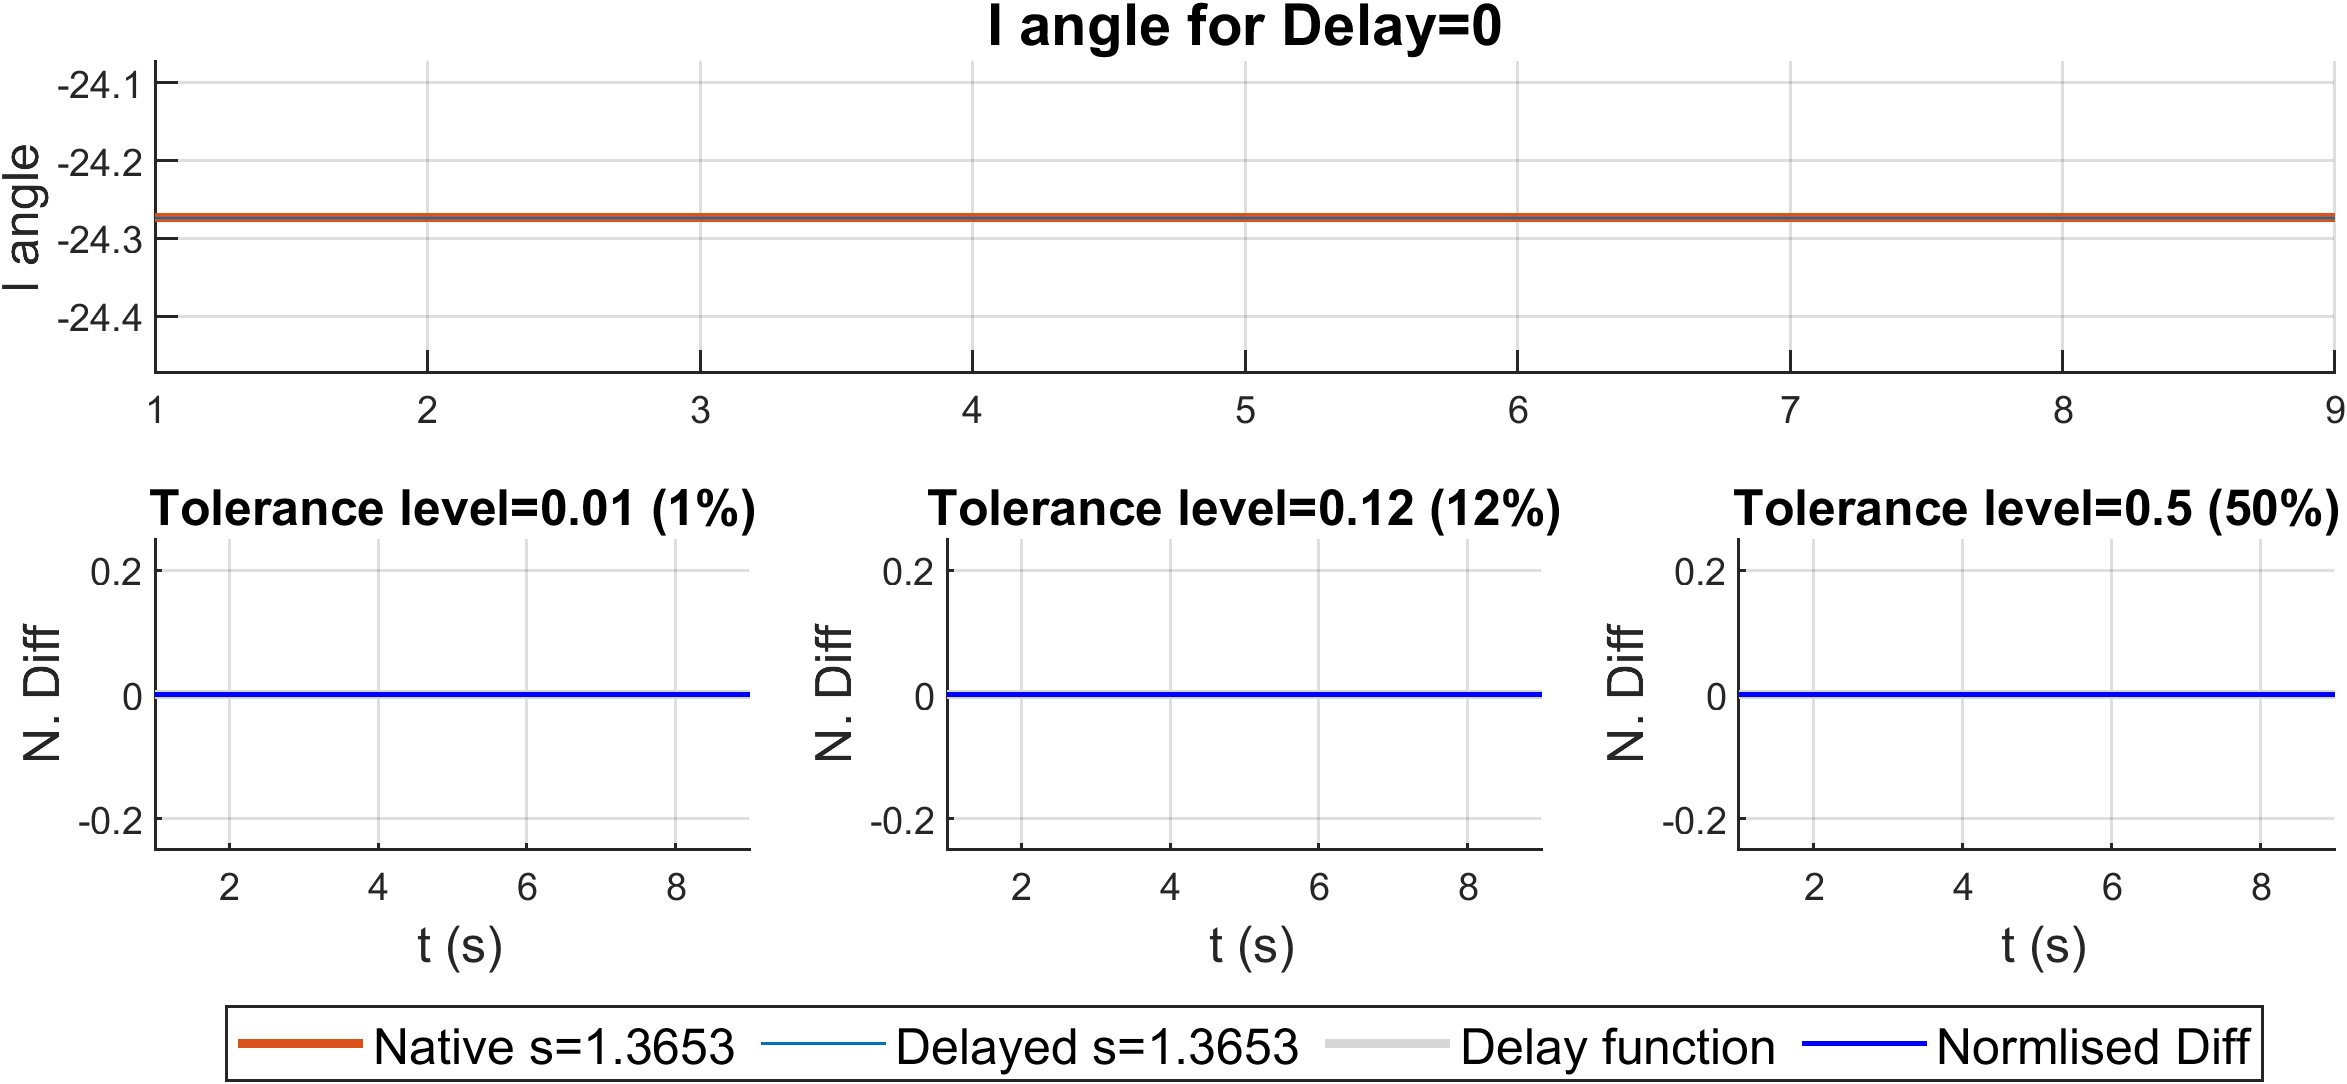 I angle for Delay=0
I angle
-24.1
-24.2
-24.3
-24.4
1 2 3 4 5 6 7 8 9
Tolerance level=0.01 (1%)
N. Diff
0.2
0
-0.2
2 4 6 8
t (s)
Tolerance level=0.12 (12%)
N. Diff
0.2
0
-0.2
2 4 6 8
t (s)
Tolerance level=0.5 (50%)
N. Diff
0.2
0
-0.2
2 4 6 8
t (s)
Native s=1.3653 Delayed s=1.3653 Delay function Normlised Diff